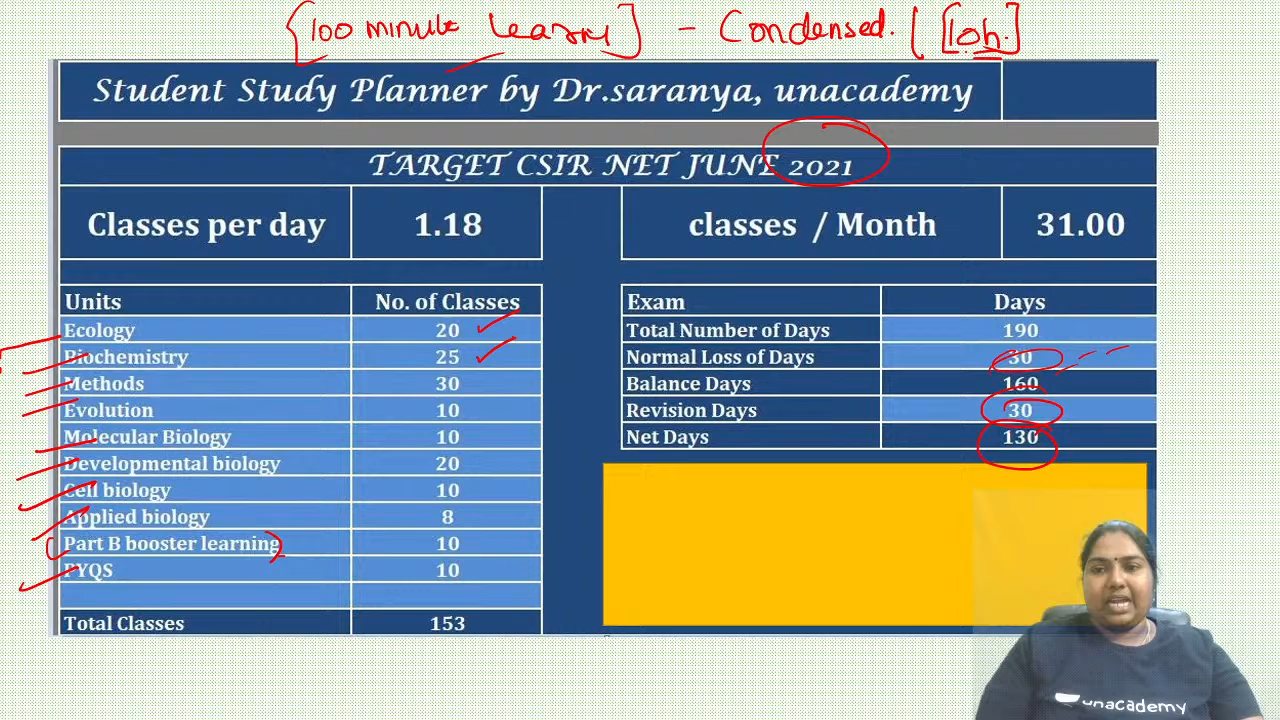 [100 minute learn] - Condensed. [[10h.]
Student Study Planner by Dr.saranya, unacademy
TARGET CSIR NET JUNE 2021
Classes per day 1.18 classes / Month 31.00
Units No. of Classes Exam Days
Ecology 20 Total Number of Days 190
Biochemistry 25 Normal Loss of Days 30
Methods 30 Balance Days 160
Evolution 10 Revision Days 30
Molecular Biology 10 Net Days 130
Developmental biology 20
Cell biology 10
Applied biology 8
(Part B booster learning) 10
PYQS 10
Total Classes 153
unacademy